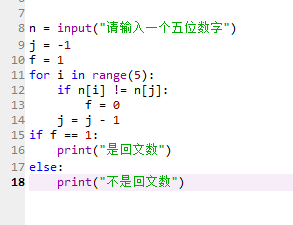 7
8 n = input("请输入一个五位数字")
9 j = -1
10 f = 1
11 for i in range(5):
12     if n[i] != n[j]:
13         f = 0
14     j = j - 1
15 if f == 1:
16     print("是回文数")
17 else:
18     print("不是回文数")